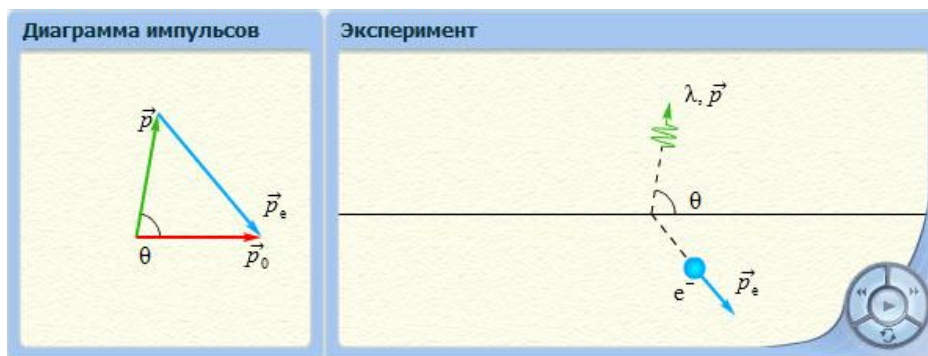 Диаграмма импульсов
Эксперимент
p⃗
θ
p⃗ₑ
p⃗₀
λ, p⃗
θ
e⁻
p⃗ₑ